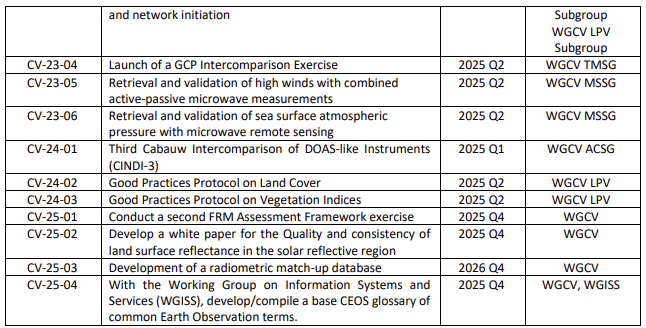 and network initiation Subgroup
WGCV LPV
Subgroup
CV-23-04 Launch of a GCP Intercomparison Exercise 2025 Q2 WGCV TMSG
CV-23-05 Retrieval and validation of high winds with combined 2025 Q2 WGCV MSSG
active-passive microwave measurements
CV-23-06 Retrieval and validation of sea surface atmospheric 2025 Q2 WGCV MSSG
pressure with microwave remote sensing
CV-24-01 Third Cabauw Intercomparison of DOAS-like Instruments 2025 Q1 WGCV ACSG
(CINDI-3)
CV-24-02 Good Practices Protocol on Land Cover 2025 Q2 WGCV LPV
CV-24-03 Good Practices Protocol on Vegetation Indices 2025 Q2 WGCV LPV
CV-25-01 Conduct a second FRM Assessment Framework exercise 2025 Q4 WGCV
CV-25-02 Develop a white paper for the Quality and consistency of 2025 Q4 WGCV
land surface reflectance in the solar reflective region
CV-25-03 Development of a radiometric match-up database 2026 Q4 WGCV
CV-25-04 With the Working Group on Information Systems and 2025 Q4 WGCV, WGISS
Services (WGISS), develop/compile a base CEOS glossary of
common Earth Observation terms.